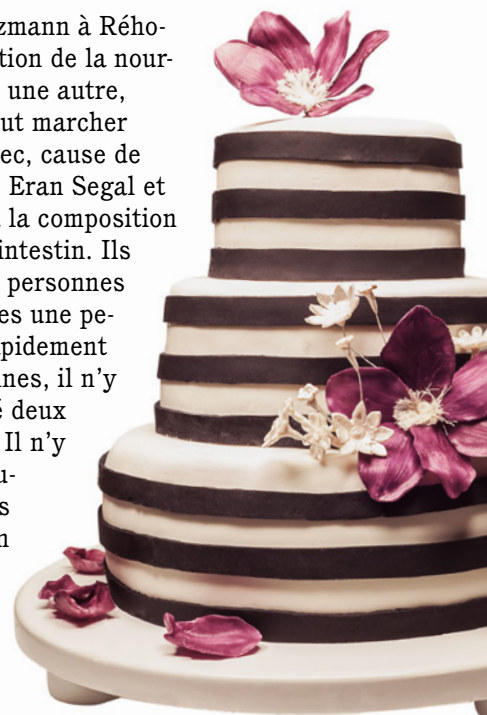 zmann à Rého-
tion de la nour-
une autre,
ut marcher
ec, cause de
Eran Segal et
la composition
intestin. Ils
personnes
es une pe-
pidement
nes, il n'y
é deux
Il n'y
u-
s
n